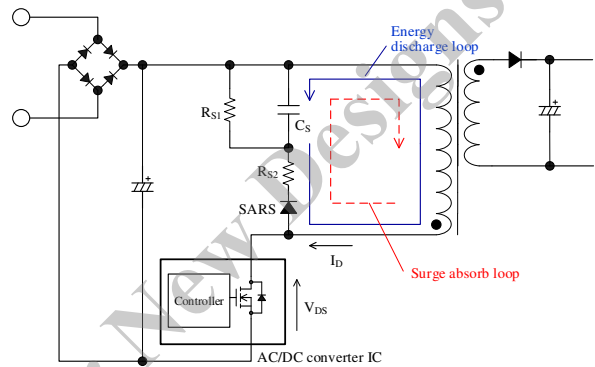 Energy
discharge loop
RS1
CS
RS2
SARS
ID
Surge absorb loop
Controller
VDS
AC/DC converter IC
New Designs